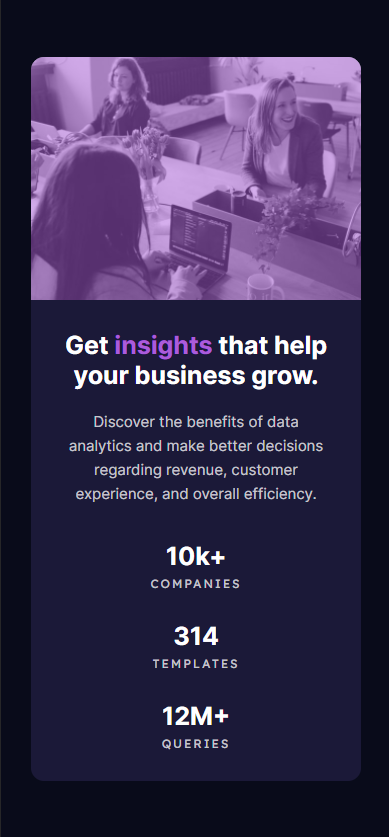 Get insights that help
your business grow.
Discover the benefits of data
analytics and make better decisions
regarding revenue, customer
experience, and overall efficiency.
10k+
COMPANIES
314
TEMPLATES
12M+
QUERIES